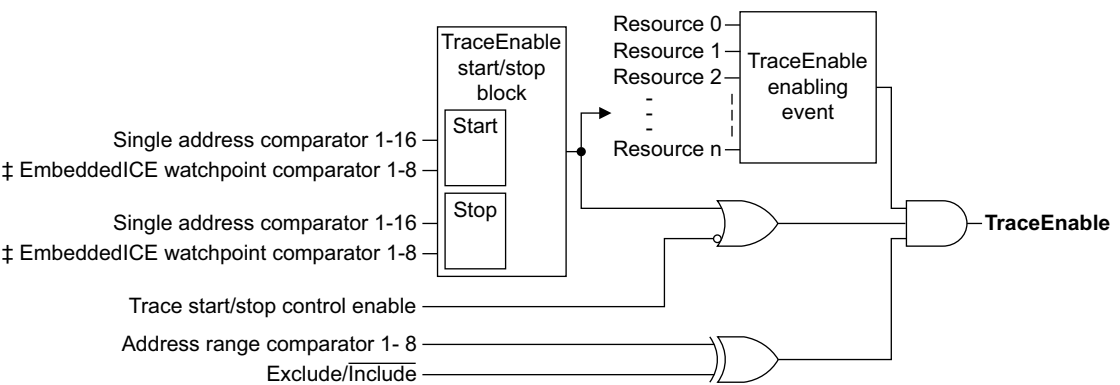 TraceEnable
start/stop
block
Start
Stop
Single address comparator 1-16
‡ EmbeddedICE watchpoint comparator 1-8
Single address comparator 1-16
‡ EmbeddedICE watchpoint comparator 1-8
Trace start/stop control enable
Address range comparator 1- 8
Exclude/Include
Resource 0
Resource 1
Resource 2
Resource n
TraceEnable
enabling
event
TraceEnable